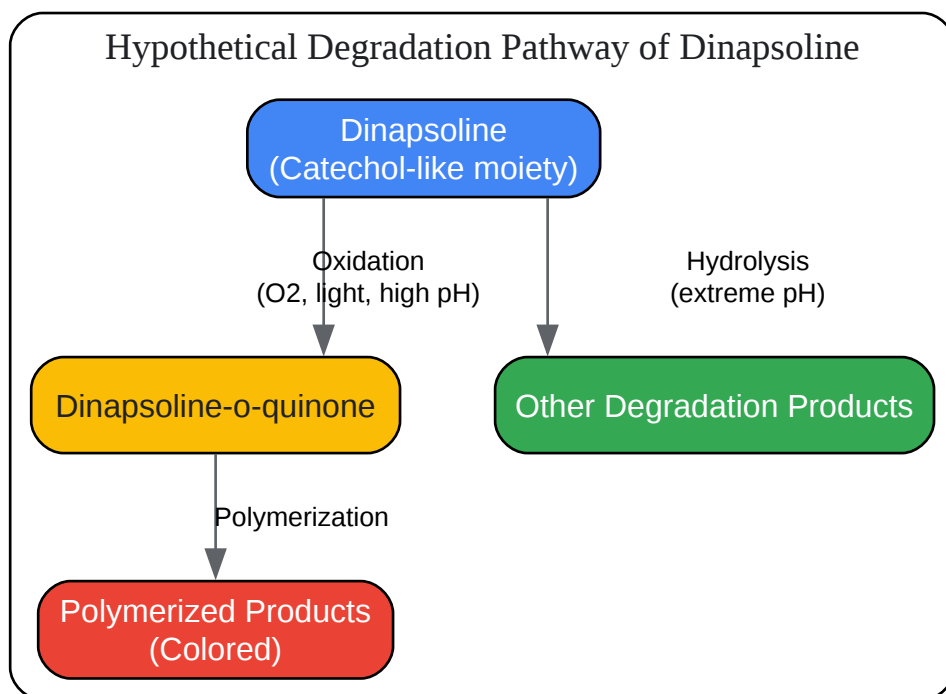 Hypothetical Degradation Pathway of Dinapsoline
Dinapsoline
(Catechol-like moiety)
Oxidation
(O2, light, high pH)
Hydrolysis
(extreme pH)
Dinapsoline-o-quinone
Other Degradation Products
Polymerization
Polymerized Products
(Colored)